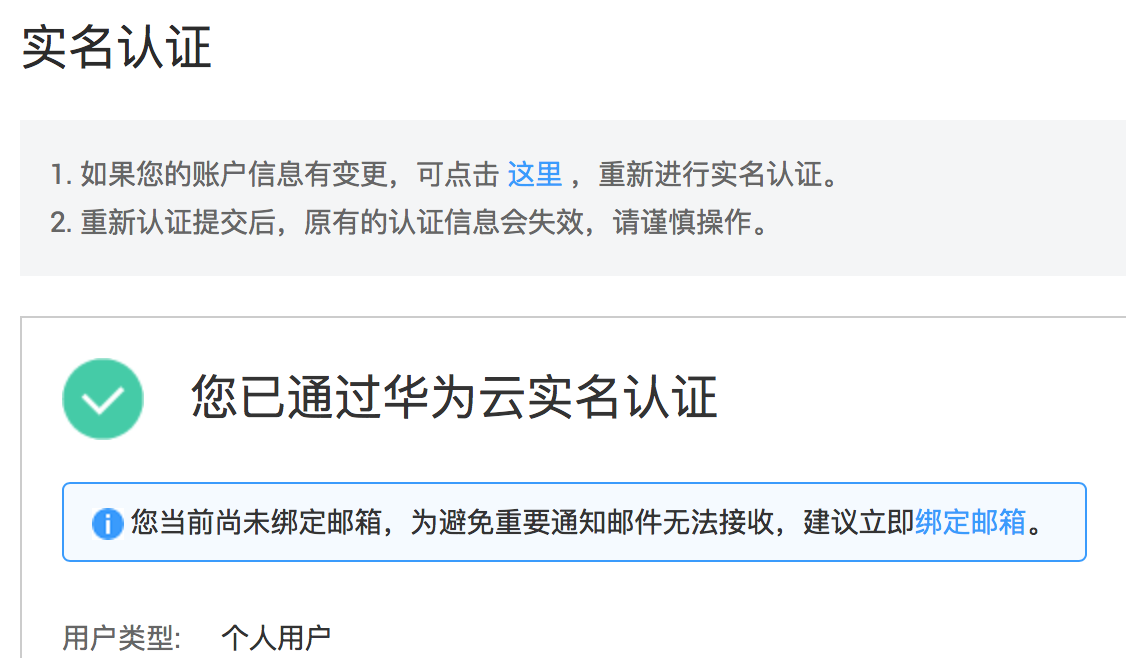 实名认证
1. 如果您的账户信息有变更，可点击 这里 ，重新进行实名认证。
2. 重新认证提交后，原有的认证信息会失效，请谨慎操作。
您已通过华为云实名认证
您当前尚未绑定邮箱，为避免重要通知邮件无法接收，建议立即绑定邮箱。
用户类型: 个人用户